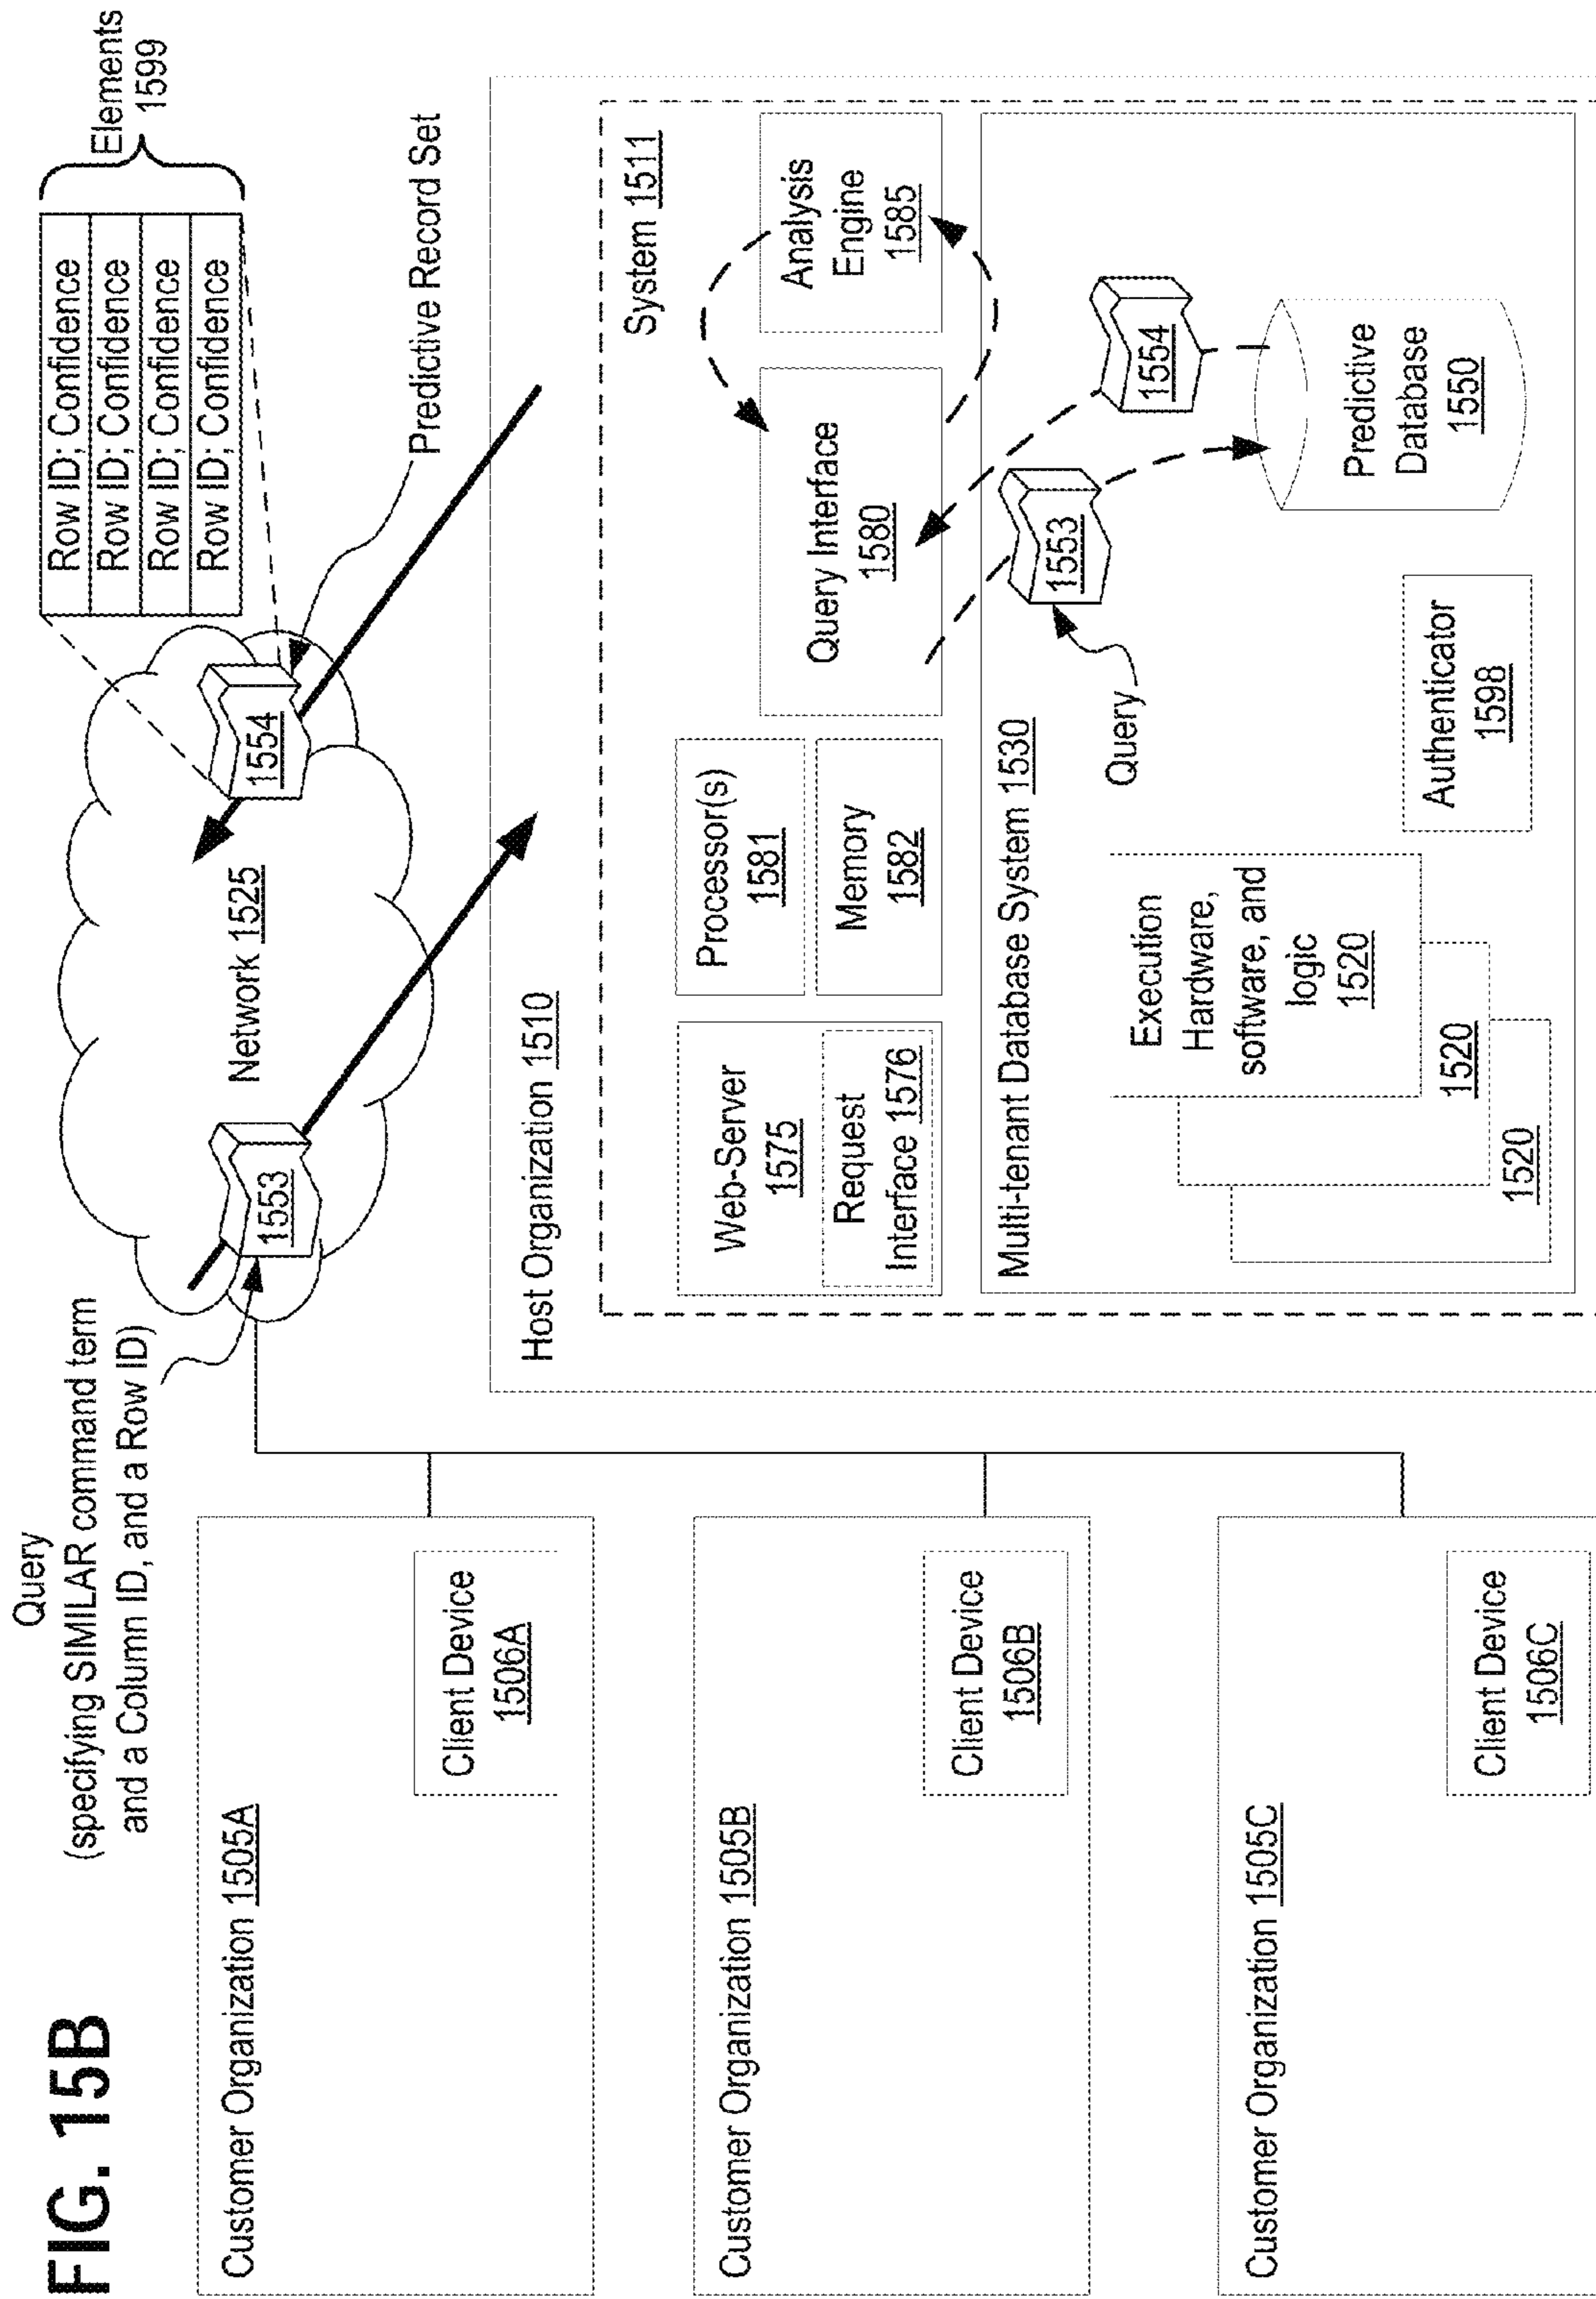 FIG. 15B
Query
(specifying SIMILAR command term
and a Column ID, and a Row ID)
Customer Organization 1505A
Client Device
1506A
Customer Organization 1505B
Client Device
1506B
Customer Organization 1505C
Client Device
1506C
1553
Network 1525
1554
Row ID; Confidence
Row ID; Confidence
Row ID; Confidence
Row ID; Confidence
Elements
1599
Predictive Record Set
Host Organization 1510
System 1511
Web-Server
1575
Request
Interface 1576
Processor(s)
1581
Memory
1582
Query Interface
1580
Analysis
Engine
1585
Multi-tenant Database System 1530
Execution
Hardware,
software, and
logic
1520
1520
1520
Query
1553
1554
Authenticator
1598
Predictive
Database
1550